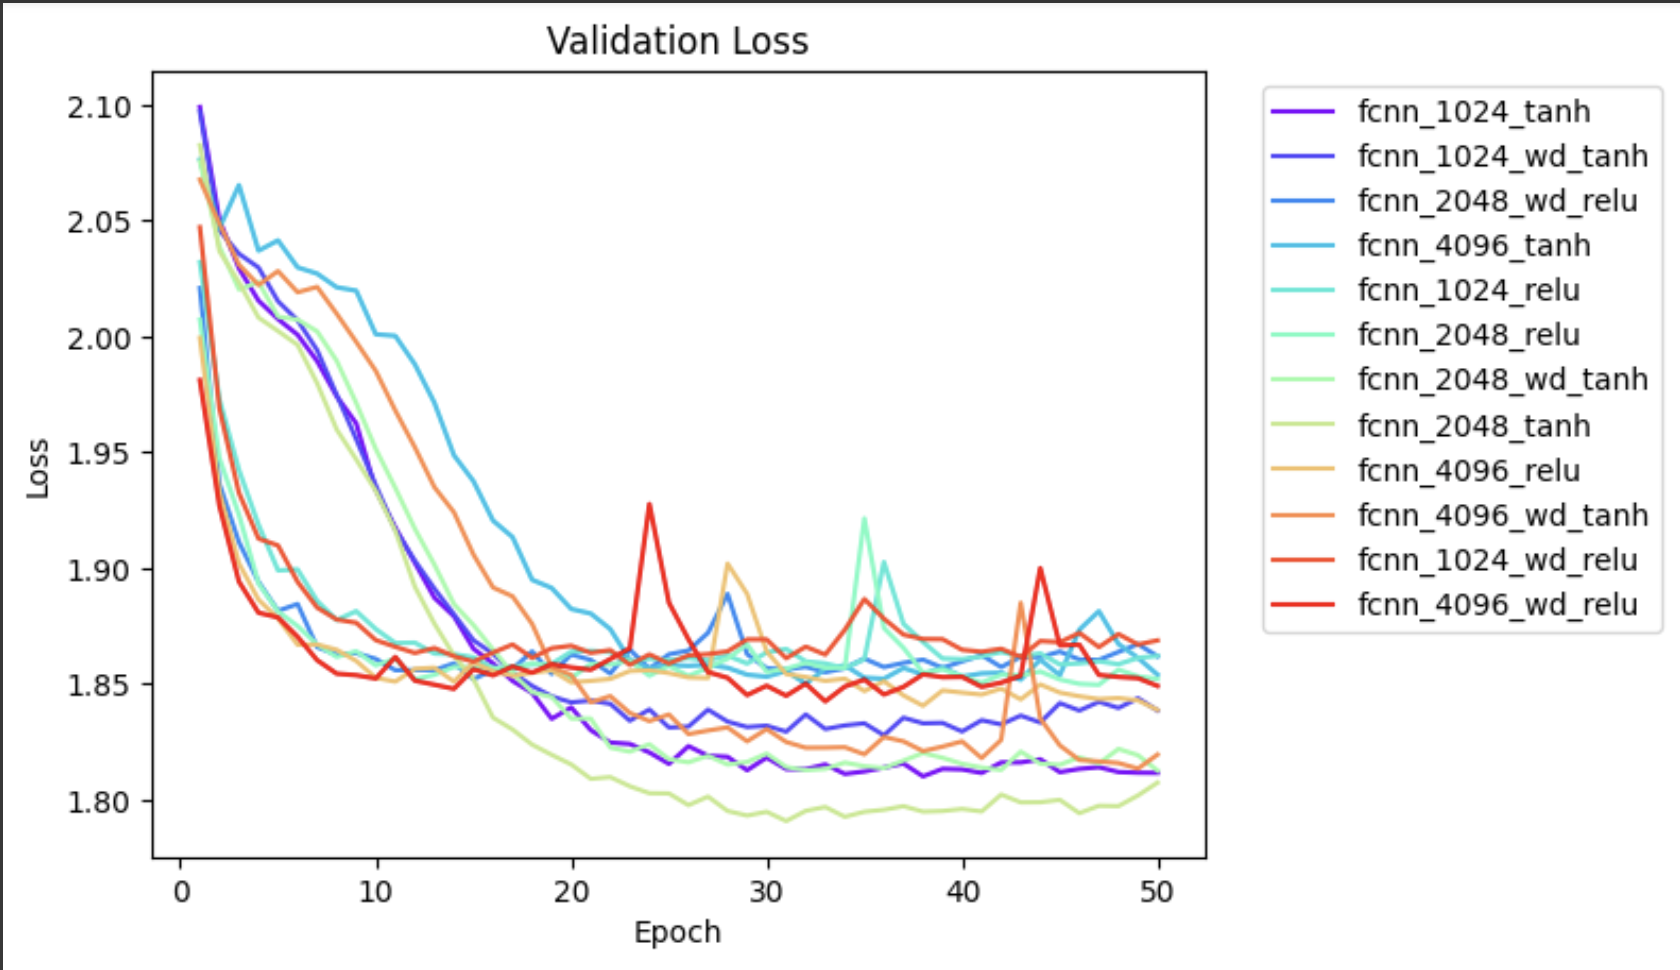 Validation Loss
2.10
2.05
2.00
1.95
1.90
1.85
1.80
Loss
0 10 20 30 40 50
Epoch
fcnn_1024_tanh
fcnn_1024_wd_tanh
fcnn_2048_wd_relu
fcnn_4096_tanh
fcnn_1024_relu
fcnn_2048_relu
fcnn_2048_wd_tanh
fcnn_2048_tanh
fcnn_4096_relu
fcnn_4096_wd_tanh
fcnn_1024_wd_relu
fcnn_4096_wd_relu